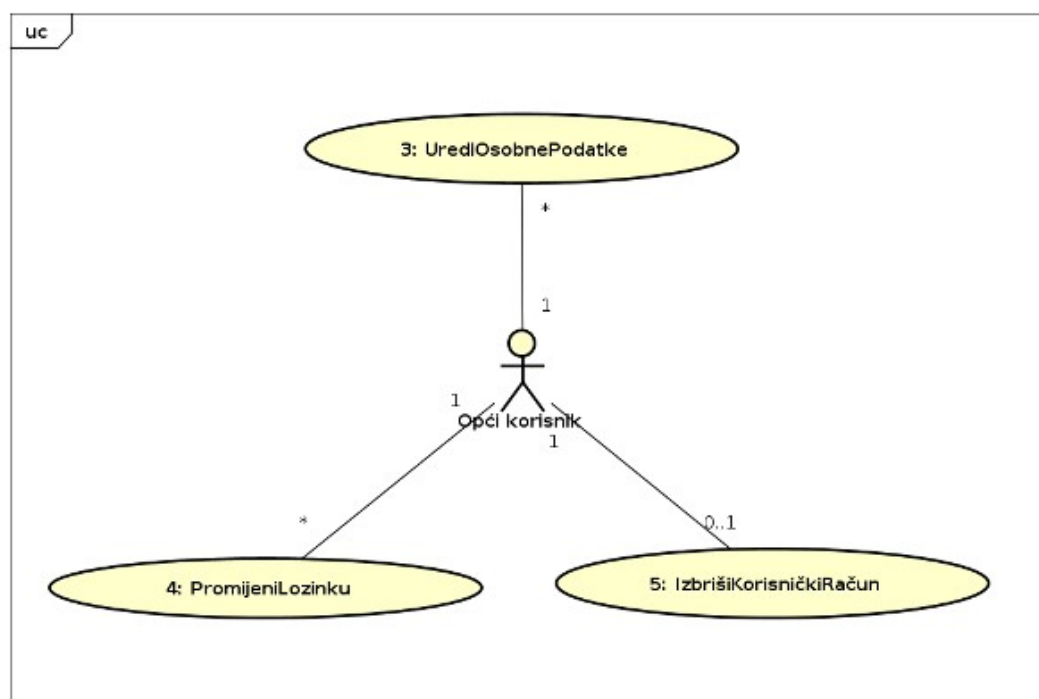 uc
3: UrediOsobnePodatke
*
1
Opći korisnik
1
1
*
0..1
4: PromijeniLozinku
5: IzbrišiKorisničkiRačun